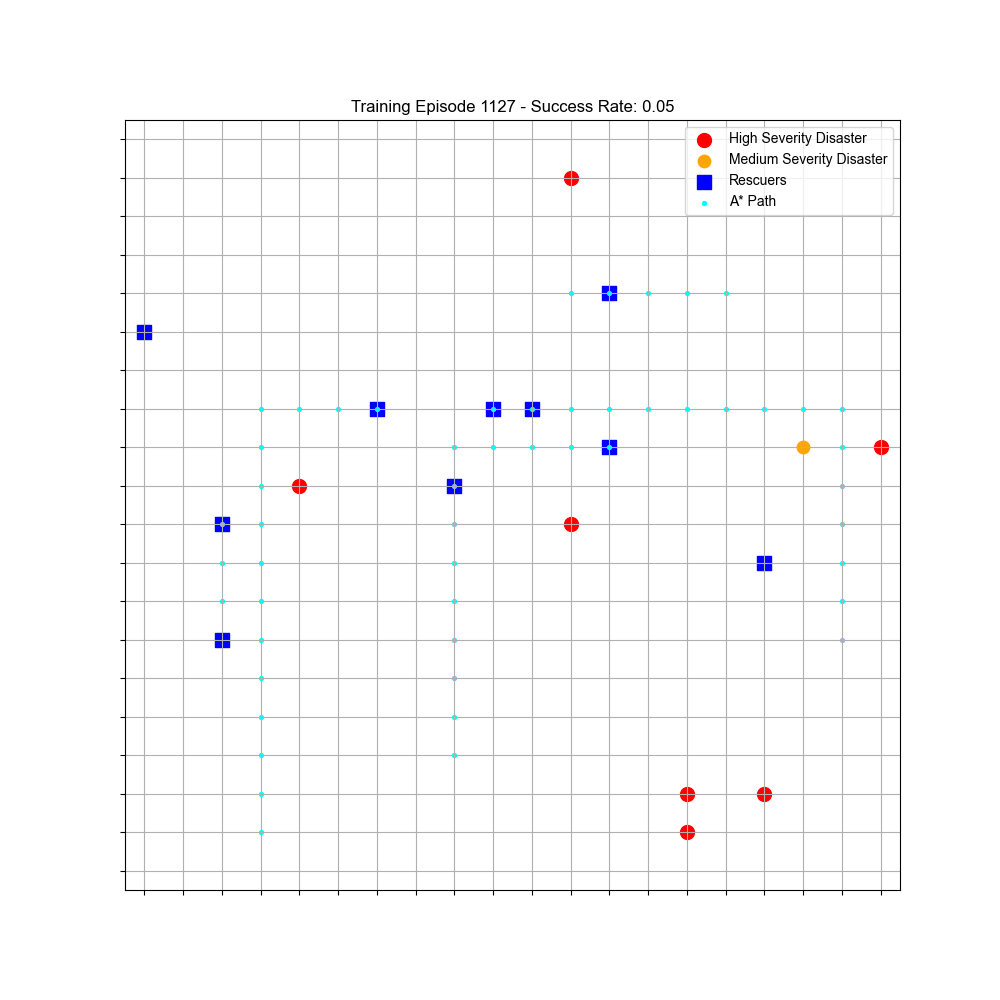 Training Episode 1127 - Success Rate: 0.05
High Severity Disaster
Medium Severity Disaster
Rescuers
A* Path